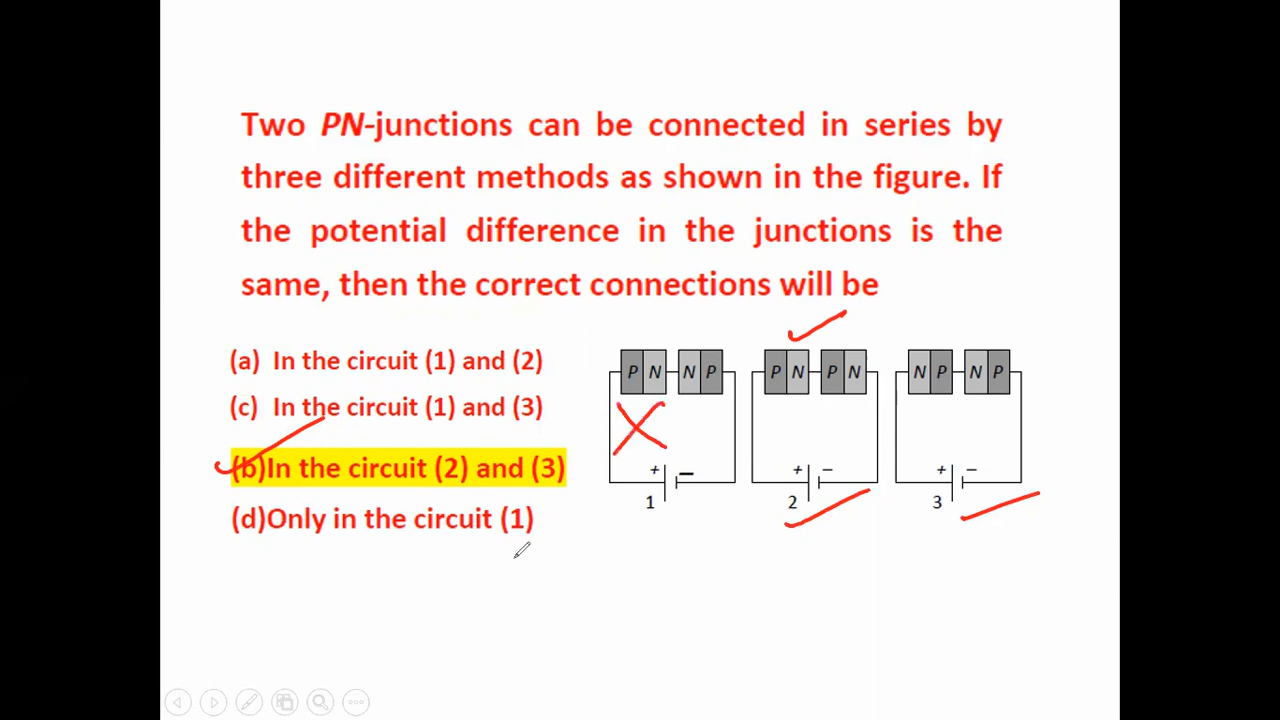 Two PN-junctions can be connected in series by
three different methods as shown in the figure. If
the potential difference in the junctions is the
same, then the correct connections will be
(a) In the circuit (1) and (2)
(c) In the circuit (1) and (3)
(b)In the circuit (2) and (3)
(d)Only in the circuit (1)
P N N P
+ −
1
P N P N
+ −
2
N P N P
+ −
3